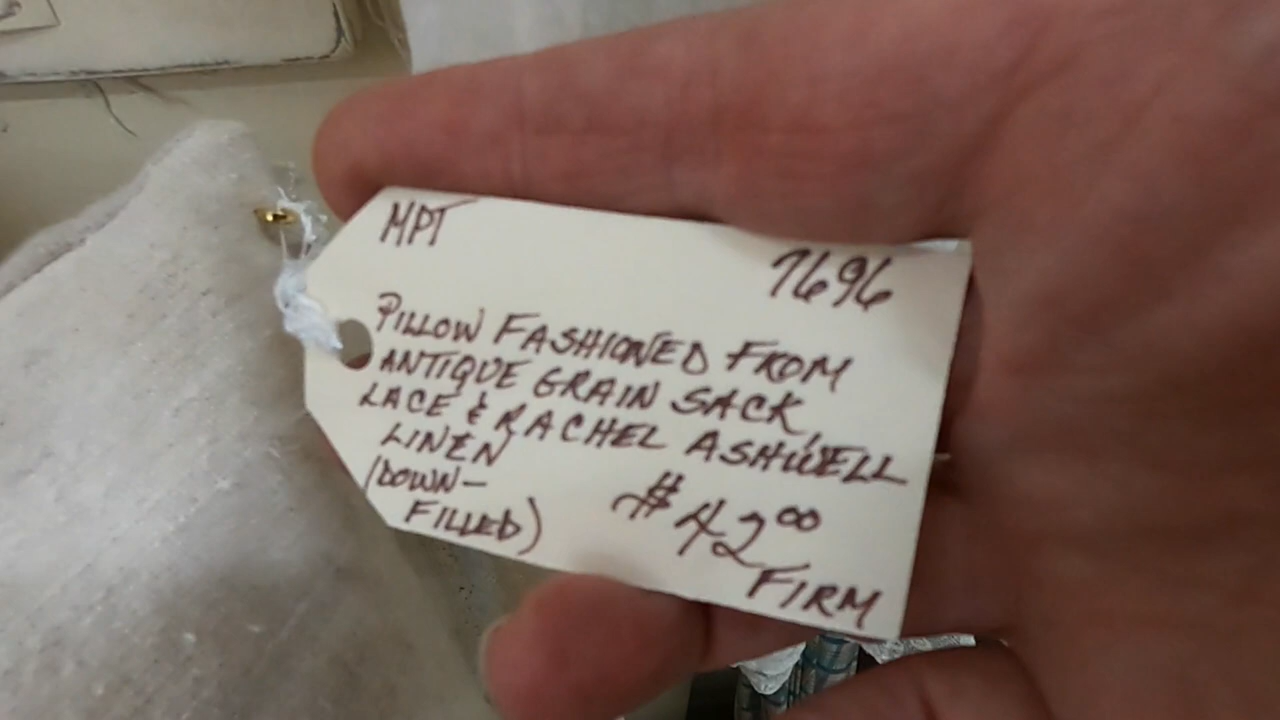 MPT
7696
PILLOW FASHIONED FROM
ANTIQUE GRAIN SACK,
LACE & RACHEL ASHWELL
LINEN
(DOWN-
FILLED)
$42⁰⁰
FIRM